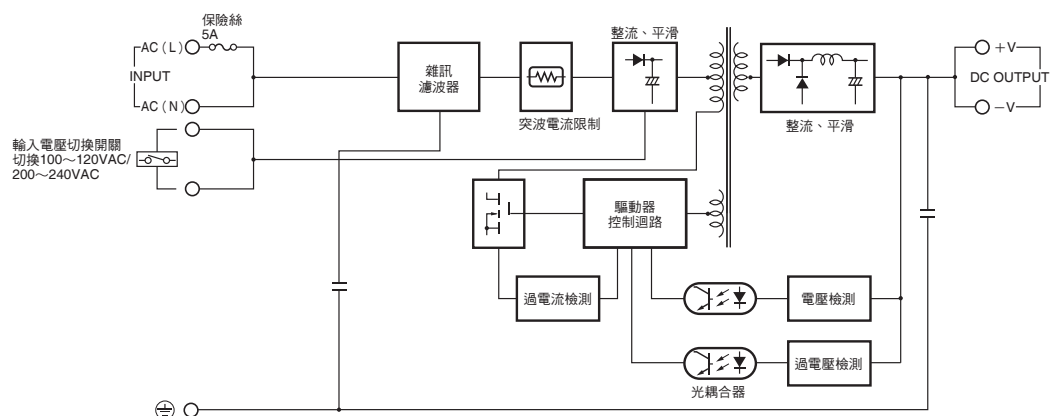 保險絲
5A
AC（L）
INPUT
AC（N）
輸入電壓切換開關
切換100～120VAC/
200～240VAC
雜訊
濾波器
突波電流限制
整流、平滑
整流、平滑
+V
DC OUTPUT
−V
驅動器
控制迴路
過電流檢測
電壓檢測
過電壓檢測
光耦合器